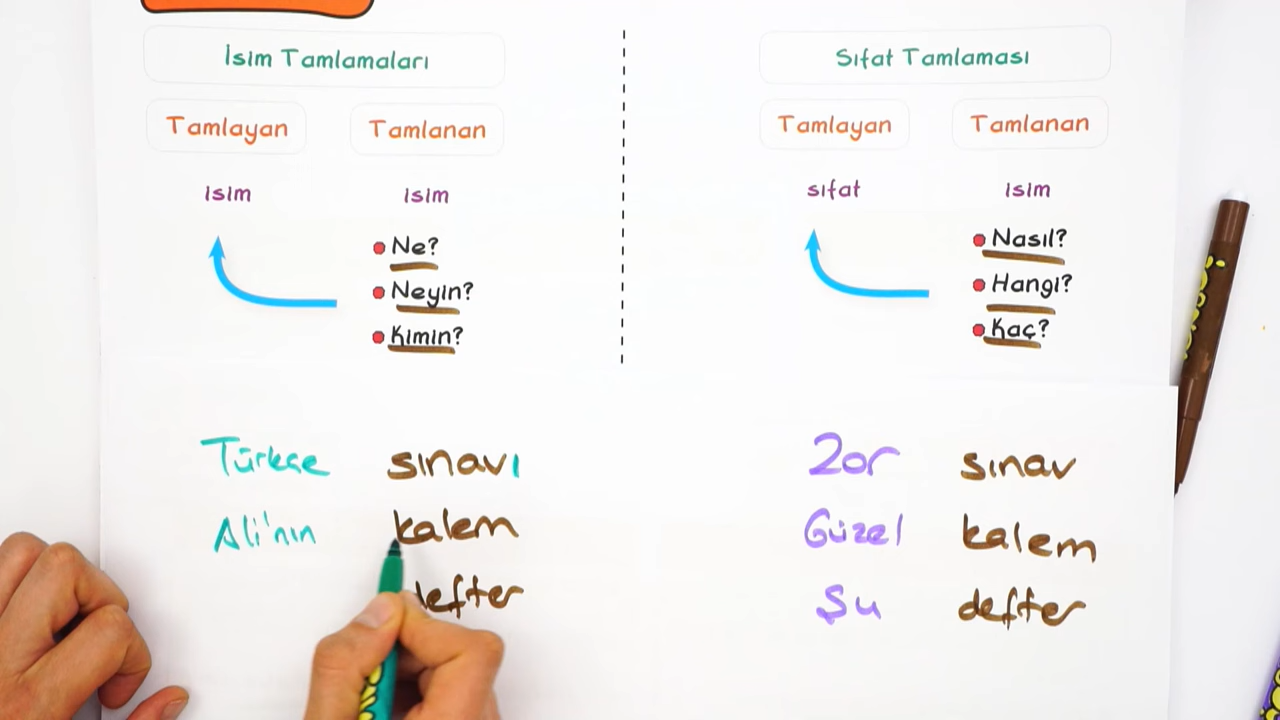 İsim Tamlamaları
Tamlayan Tamlanan
isim isim
Ne?
Neyin?
Kimin?
Türkçe sınavı
Ali'nin kalem
defter
Sıfat Tamlaması
Tamlayan Tamlanan
sıfat isim
Nasıl?
Hangi?
Kaç?
Zor sınav
Güzel kalem
Şu defter